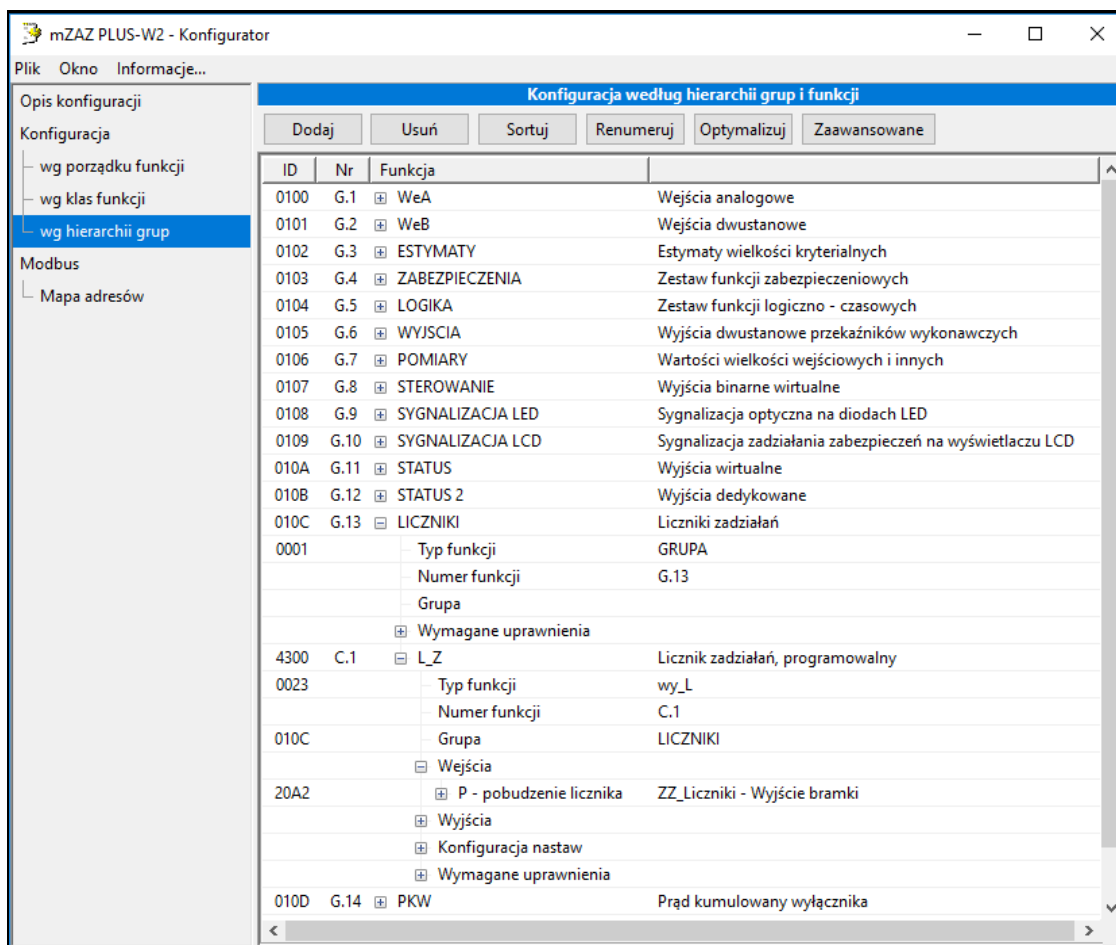 mZAZ PLUS-W2 - Konfigurator
Plik Okno Informacje...
Opis konfiguracji
Konfiguracja
wg porządku funkcji
wg klas funkcji
wg hierarchii grup
Modbus
Mapa adresów
Konfiguracja według hierarchii grup i funkcji
Dodaj Usuń Sortuj Renumeruj Optymalizuj Zaawansowane
ID Nr Funkcja
0100 G.1 WeA Wejścia analogowe
0101 G.2 WeB Wejścia dwustanowe
0102 G.3 ESTYMATY Estymaty wielkości kryterialnych
0103 G.4 ZABEZPIECZENIA Zestaw funkcji zabezpieczeniowych
0104 G.5 LOGIKA Zestaw funkcji logiczno - czasowych
0105 G.6 WYJSCIA Wyjścia dwustanowe przekaźników wykonawczych
0106 G.7 POMIARY Wartości wielkości wejściowych i innych
0107 G.8 STEROWANIE Wyjścia binarne wirtualne
0108 G.9 SYGNALIZACJA LED Sygnalizacja optyczna na diodach LED
0109 G.10 SYGNALIZACJA LCD Sygnalizacja zadziałania zabezpieczeń na wyświetlaczu LCD
010A G.11 STATUS Wyjścia wirtualne
010B G.12 STATUS 2 Wyjścia dedykowane
010C G.13 LICZNIKI Liczniki zadziałań
0001 Typ funkcji GRUPA
Numer funkcji G.13
Grupa
Wymagane uprawnienia
4300 C.1 L_Z Licznik zadziałań, programowalny
0023 Typ funkcji wy_L
Numer funkcji C.1
010C Grupa LICZNIKI
Wejścia
20A2 P - pobudzenie licznika ZZ_Liczniki - Wyjście bramki
Wyjścia
Konfiguracja nastaw
Wymagane uprawnienia
010D G.14 PKW Prąd kumulowany wyłącznika